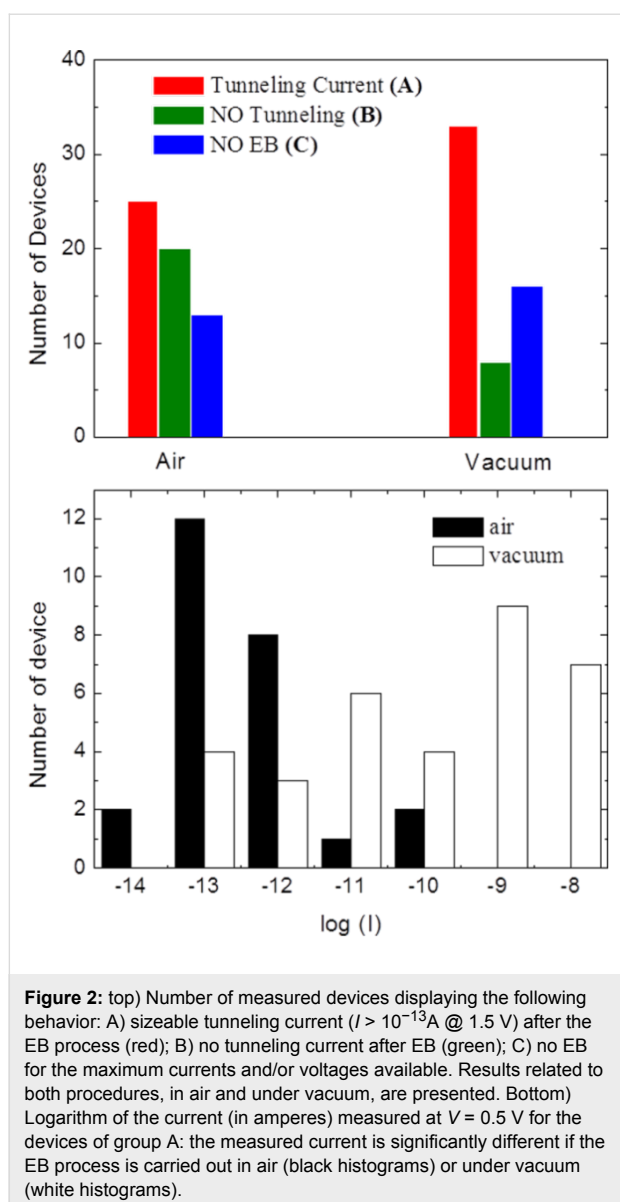 40
30
20
10
0
Number of Devices
Tunneling Current (A)
NO Tunneling (B)
NO EB (C)
Air
Vacuum
12
10
8
6
4
2
0
Number of device
air
vacuum
-14 -13 -12 -11 -10 -9 -8
log (I)
Figure 2: top) Number of measured devices displaying the following
behavior: A) sizeable tunneling current (I > 10⁻¹³A @ 1.5 V) after the
EB process (red); B) no tunneling current after EB (green); C) no EB
for the maximum currents and/or voltages available. Results related to
both procedures, in air and under vacuum, are presented. Bottom)
Logarithm of the current (in amperes) measured at V = 0.5 V for the
devices of group A: the measured current is significantly different if the
EB process is carried out in air (black histograms) or under vacuum
(white histograms).